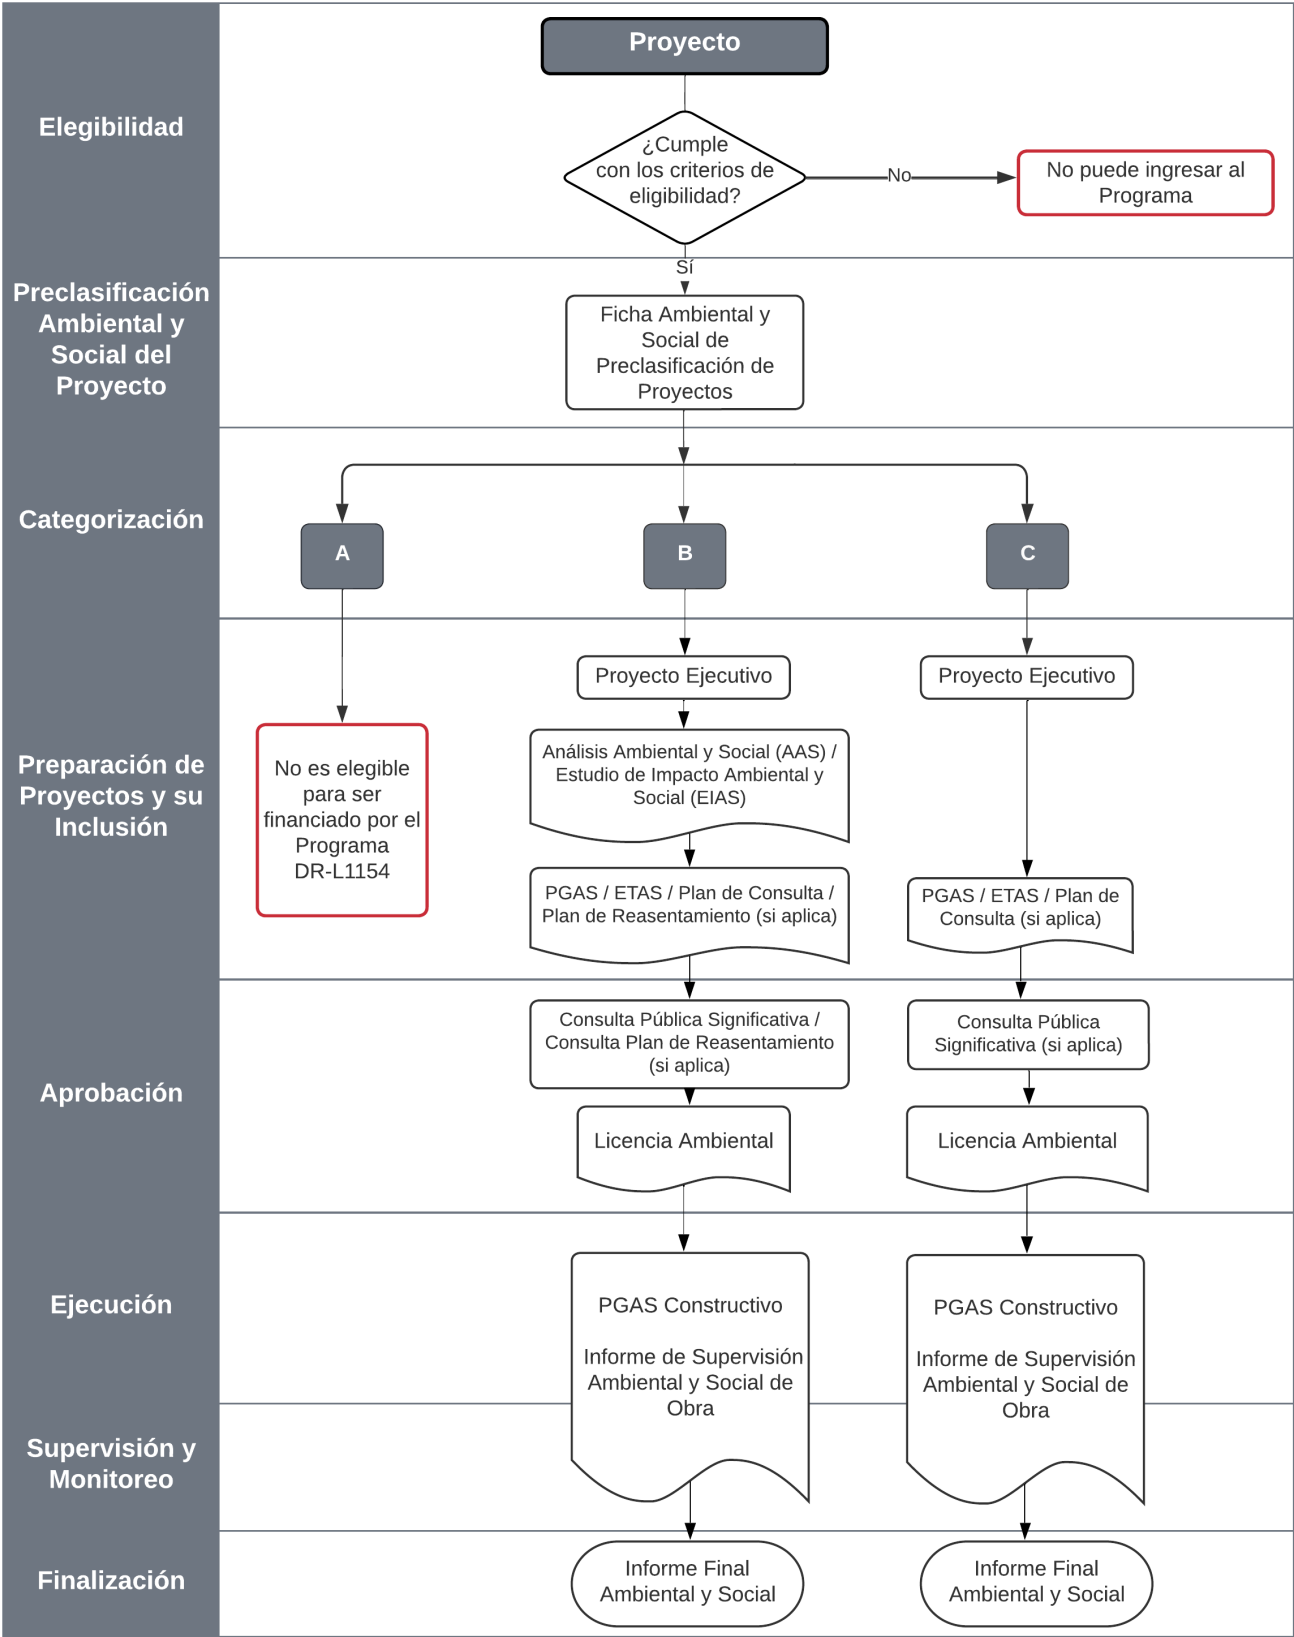 Proyecto
Elegibilidad
¿Cumple
con los criterios de
eligibilidad?
No
No puede ingresar al
Programa
Sí
Preclasificación
Ambiental y
Social del
Proyecto
Ficha Ambiental y
Social de
Preclasificación de
Proyectos
Categorización
A
B
C
Preparación de
Proyectos y su
Inclusión
No es elegible
para ser
financiado por el
Programa
DR-L1154
Proyecto Ejecutivo
Análisis Ambiental y Social (AAS) /
Estudio de Impacto Ambiental y
Social (EIAS)
PGAS / ETAS / Plan de Consulta /
Plan de Reasentamiento (si aplica)
Proyecto Ejecutivo
PGAS / ETAS / Plan de
Consulta (si aplica)
Aprobación
Consulta Pública Significativa /
Consulta Plan de Reasentamiento
(si aplica)
Licencia Ambiental
Consulta Pública
Significativa (si aplica)
Licencia Ambiental
Ejecución
PGAS Constructivo
Informe de Supervisión
Ambiental y Social de
Obra
PGAS Constructivo
Informe de Supervisión
Ambiental y Social de
Obra
Supervisión y
Monitoreo
Finalización
Informe Final
Ambiental y Social
Informe Final
Ambiental y Social